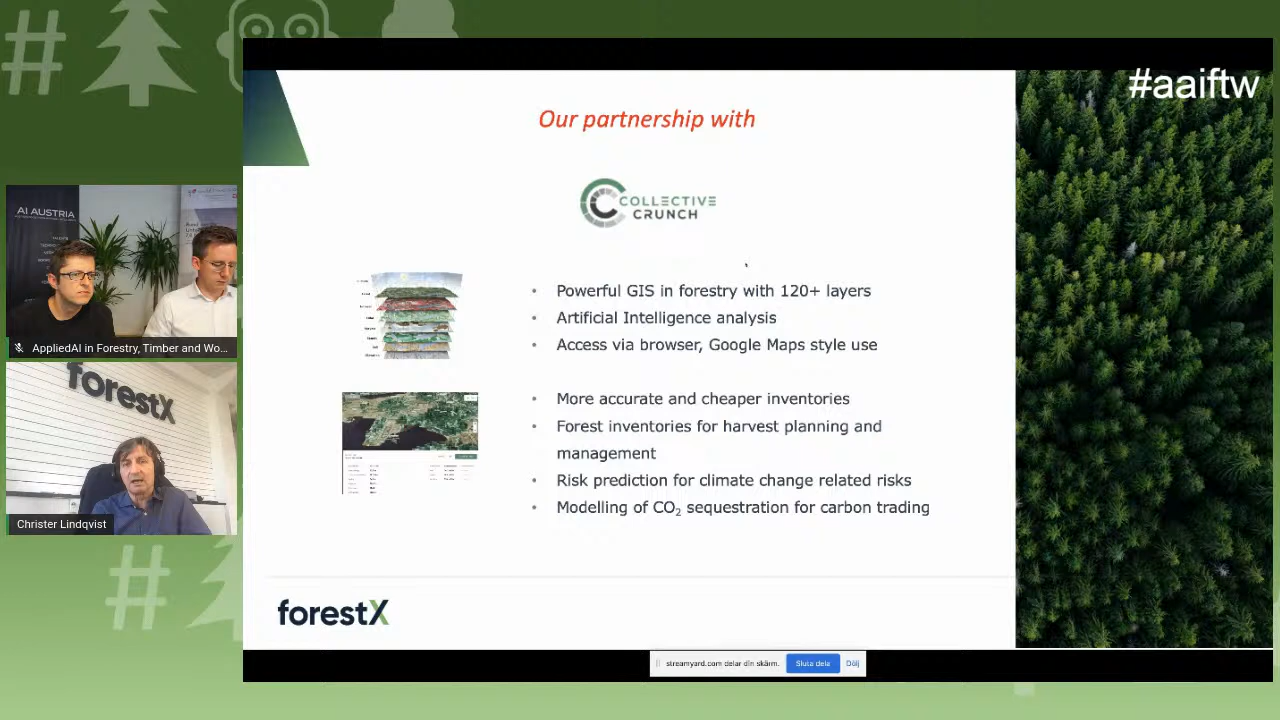 #
#aaiftw
Our partnership with
COLLECTIVE
CRUNCH
• Powerful GIS in forestry with 120+ layers
• Artificial Intelligence analysis
• Access via browser, Google Maps style use
• More accurate and cheaper inventories
• Forest inventories for harvest planning and
management
• Risk prediction for climate change related risks
• Modelling of CO₂ sequestration for carbon trading
forestX
streamyard.com delar din skärm.
Sluta dela
Dölj
AI AUSTRIA
AppliedAI in Forestry, Timber and Wo...
forestX
Christer Lindqvist
#